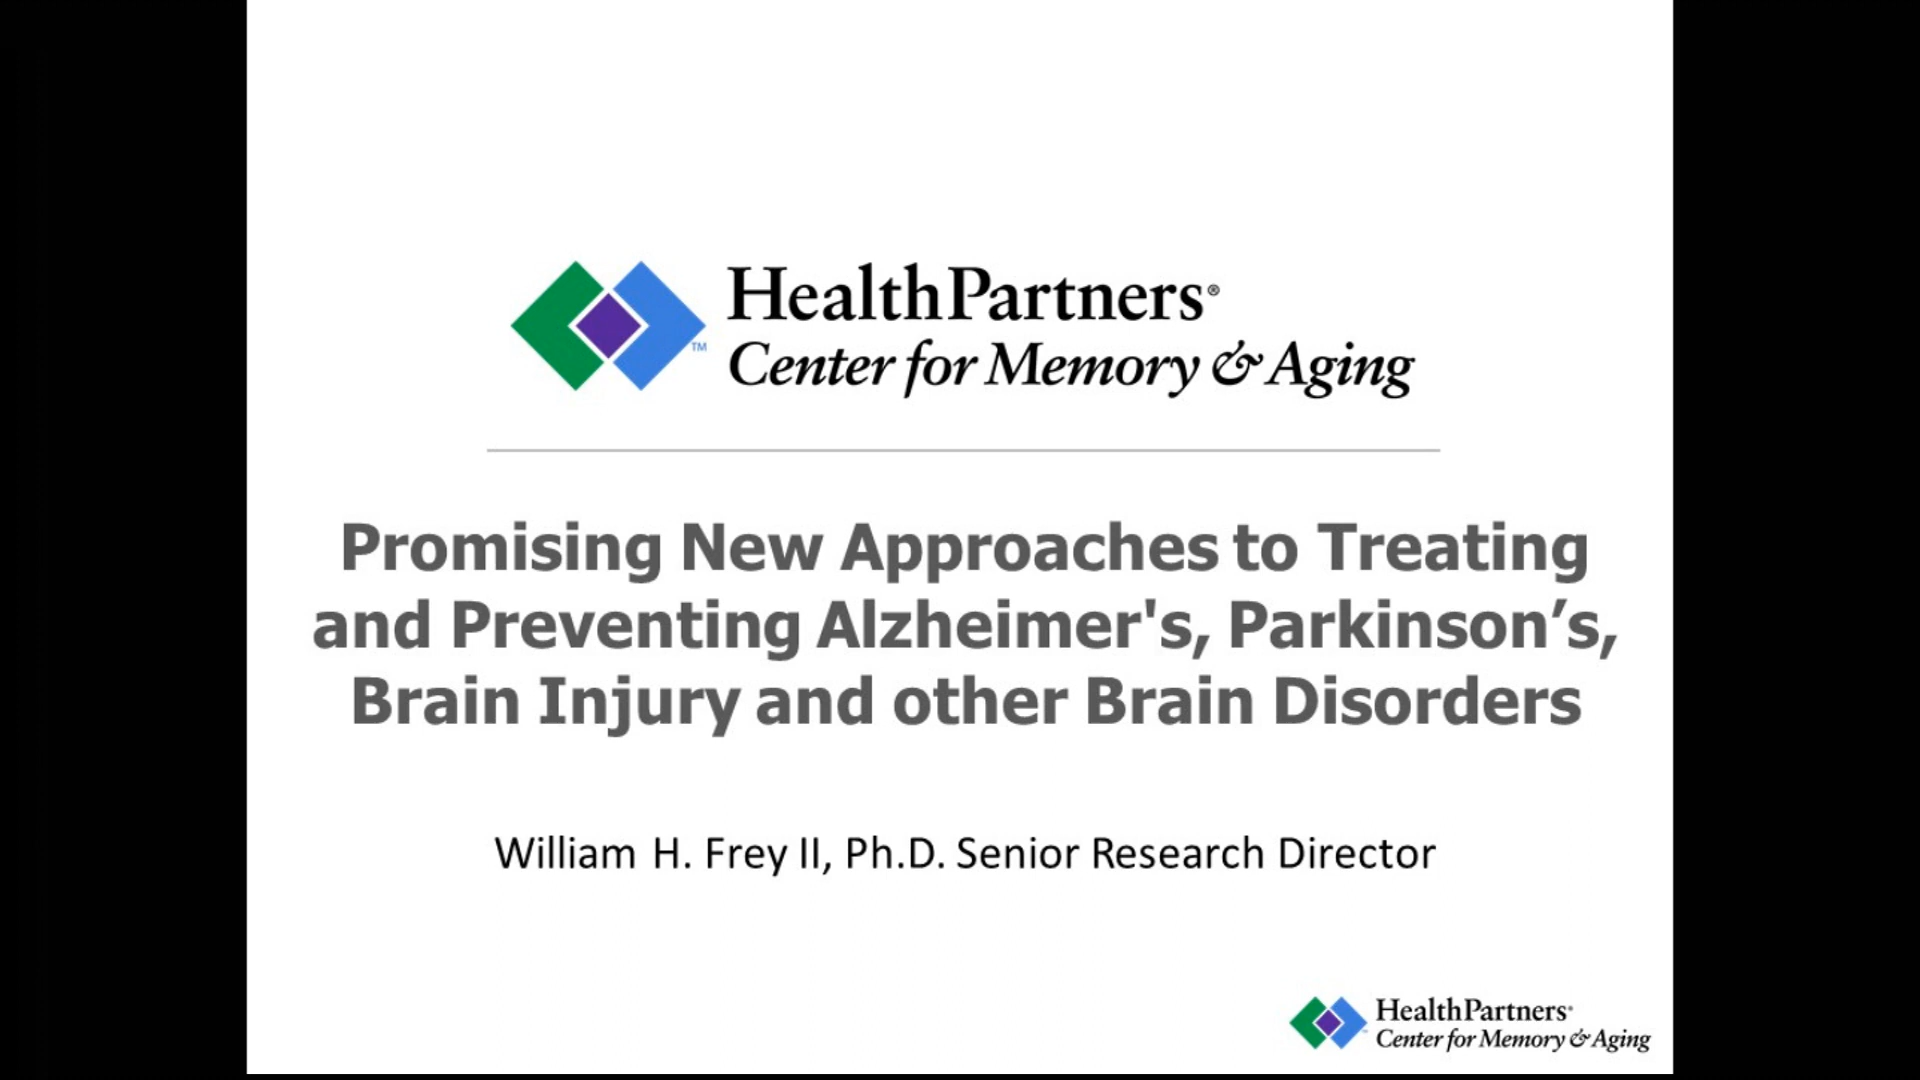 HealthPartners®
Center for Memory & Aging
™
Promising New Approaches to Treating
and Preventing Alzheimer's, Parkinson’s,
Brain Injury and other Brain Disorders
William H. Frey II, Ph.D. Senior Research Director
HealthPartners®
Center for Memory & Aging